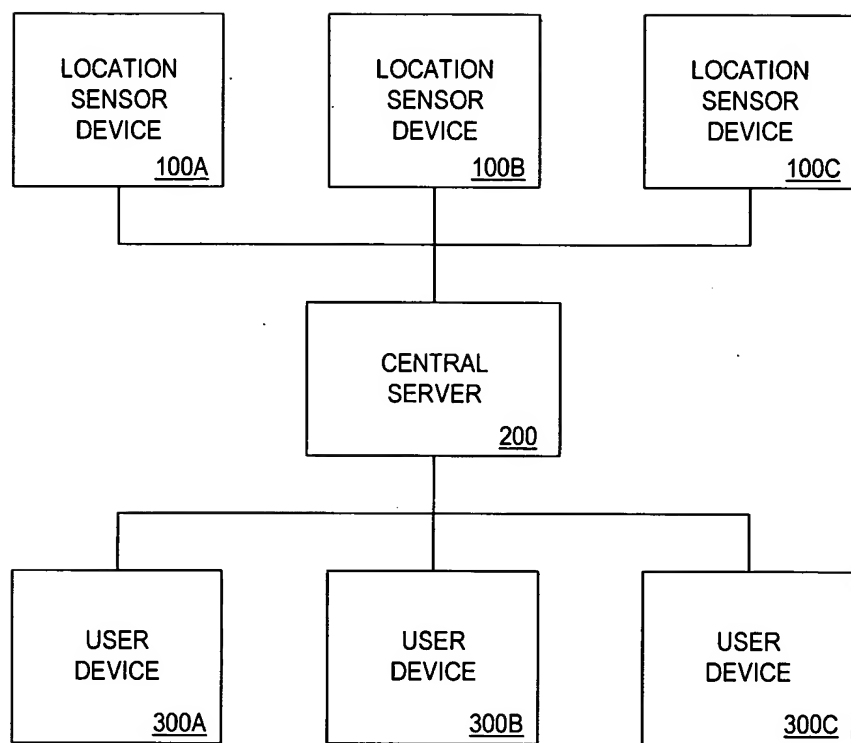 LOCATION
SENSOR
DEVICE
100A
LOCATION
SENSOR
DEVICE
100B
LOCATION
SENSOR
DEVICE
100C
CENTRAL
SERVER
200
USER
DEVICE
300A
USER
DEVICE
300B
USER
DEVICE
300C